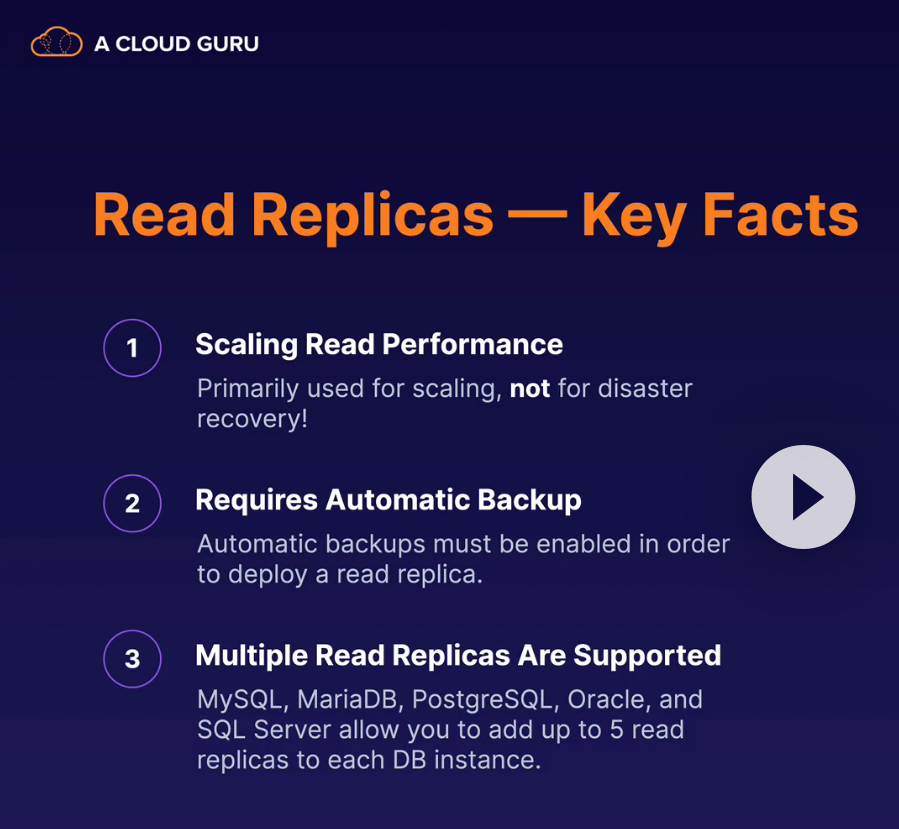 A CLOUD GURU
Read Replicas — Key Facts
1
Scaling Read Performance
Primarily used for scaling, not for disaster
recovery!
2
Requires Automatic Backup
Automatic backups must be enabled in order
to deploy a read replica.
3
Multiple Read Replicas Are Supported
MySQL, MariaDB, PostgreSQL, Oracle, and
SQL Server allow you to add up to 5 read
replicas to each DB instance.